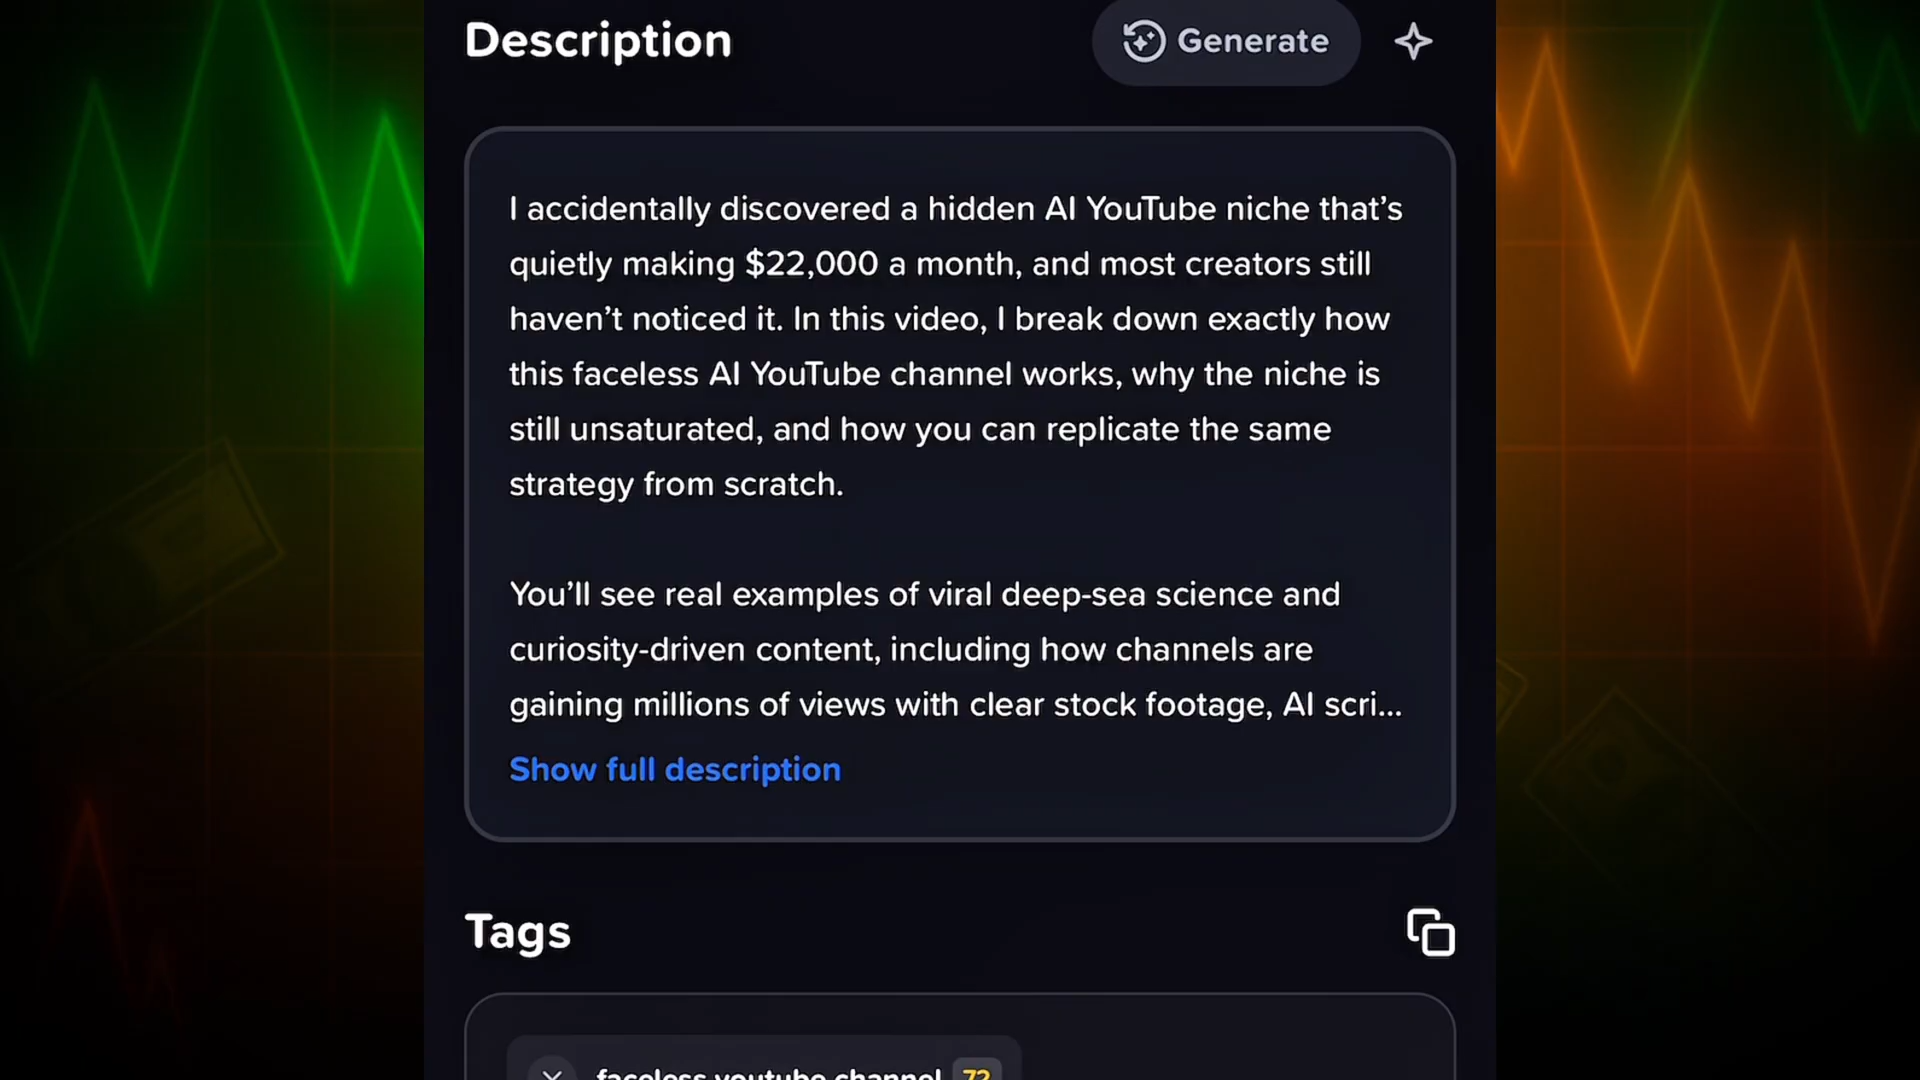 Description
Generate
I accidentally discovered a hidden AI YouTube niche that’s
quietly making $22,000 a month, and most creators still
haven’t noticed it. In this video, I break down exactly how
this faceless AI YouTube channel works, why the niche is
still unsaturated, and how you can replicate the same
strategy from scratch.
You’ll see real examples of viral deep-sea science and
curiosity-driven content, including how channels are
gaining millions of views with clear stock footage, AI scri...
Show full description
Tags
faceless youtube channel 72